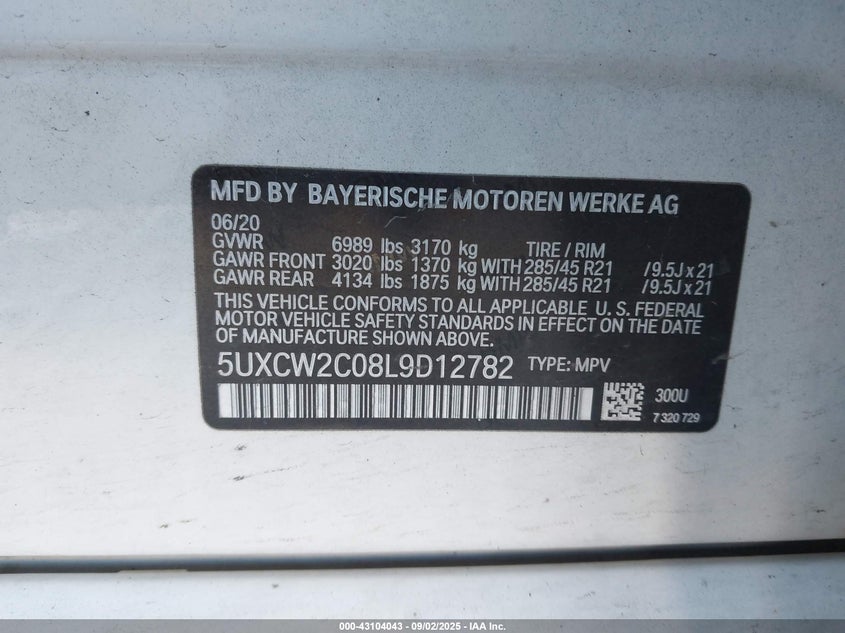 MFD BY BAYERISCHE MOTOREN WERKE AG
06/20
GVWR 6989 lbs 3170 kg TIRE / RIM
GAWR FRONT 3020 lbs 1370 kg WITH 285/45 R21 /9.5J x 21
GAWR REAR 4134 lbs 1875 kg WITH 285/45 R21 /9.5J x 21
THIS VEHICLE CONFORMS TO ALL APPLICABLE U. S. FEDERAL
MOTOR VEHICLE SAFETY STANDARDS IN EFFECT ON THE DATE
OF MANUFACTURE SHOWN ABOVE.
5UXCW2C08L9D12782 TYPE: MPV
300U
7 320 729
000-43104043 - 09/02/2025 - IAA Inc.